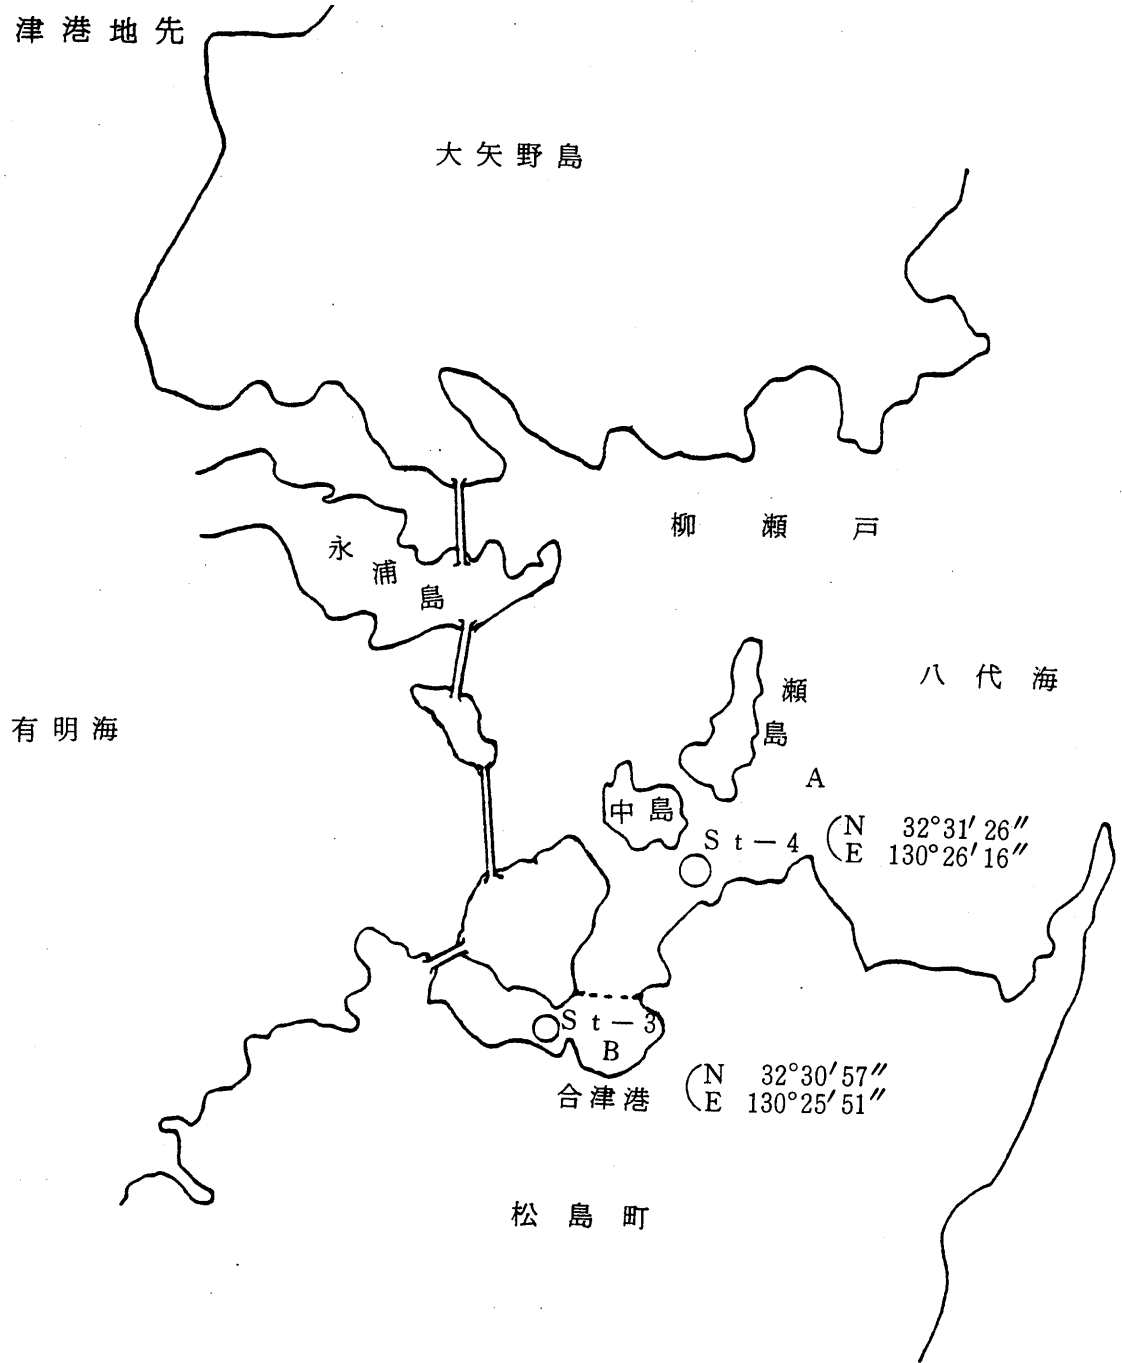 津港地先
大矢野島
柳瀬戸
永浦島
八代海
瀬島
有明海
A
中島
St-4
N 32°31′26″
E 130°26′16″
St-3
B
合津港
N 32°30′57″
E 130°25′51″
松島町